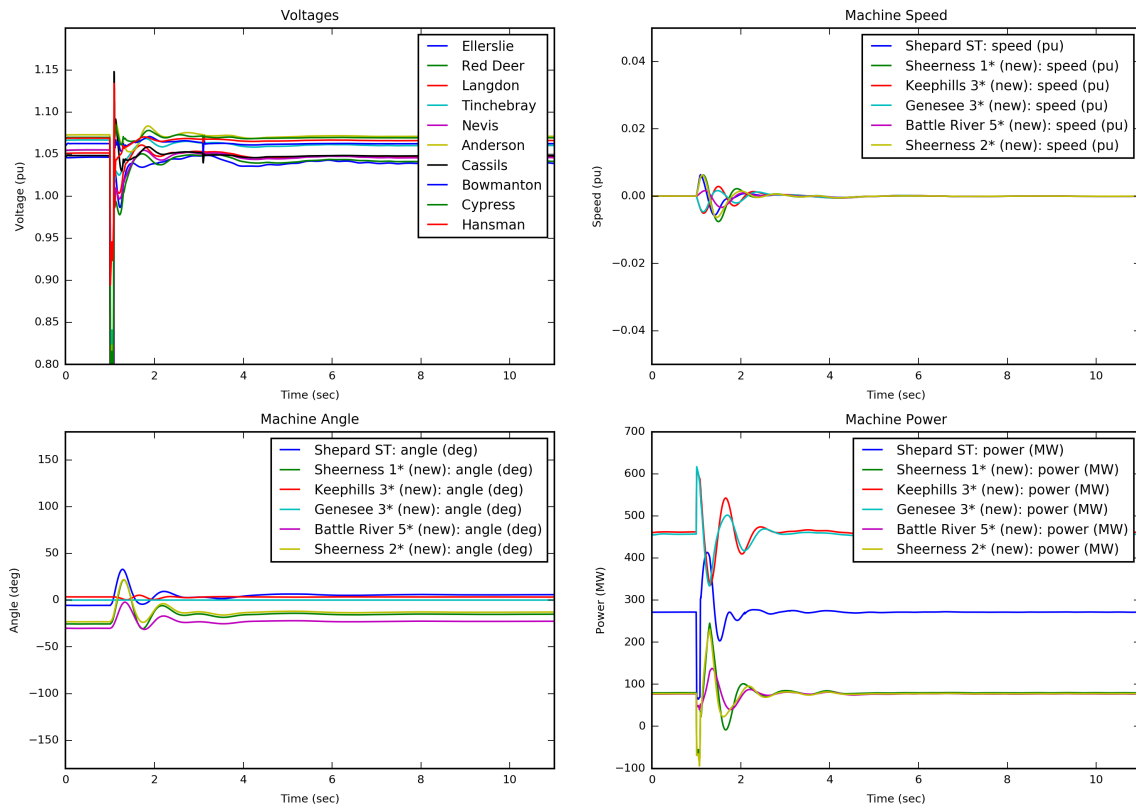 Voltages
Voltage (pu)
1.15
1.10
1.05
1.00
0.95
0.90
0.85
0.80
0 2 4 6 8 10
Time (sec)
Ellerslie
Red Deer
Langdon
Tinchebray
Nevis
Anderson
Cassils
Bowmanton
Cypress
Hansman
Machine Speed
Speed (pu)
0.04
0.02
0.00
−0.02
−0.04
0 2 4 6 8 10
Time (sec)
Shepard ST: speed (pu)
Sheerness 1* (new): speed (pu)
Keephills 3* (new): speed (pu)
Genesee 3* (new): speed (pu)
Battle River 5* (new): speed (pu)
Sheerness 2* (new): speed (pu)
Machine Angle
Angle (deg)
150
100
50
0
−50
−100
−150
0 2 4 6 8 10
Time (sec)
Shepard ST: angle (deg)
Sheerness 1* (new): angle (deg)
Keephills 3* (new): angle (deg)
Genesee 3* (new): angle (deg)
Battle River 5* (new): angle (deg)
Sheerness 2* (new): angle (deg)
Machine Power
Power (MW)
700
600
500
400
300
200
100
0
−100
0 2 4 6 8 10
Time (sec)
Shepard ST: power (MW)
Sheerness 1* (new): power (MW)
Keephills 3* (new): power (MW)
Genesee 3* (new): power (MW)
Battle River 5* (new): power (MW)
Sheerness 2* (new): power (MW)